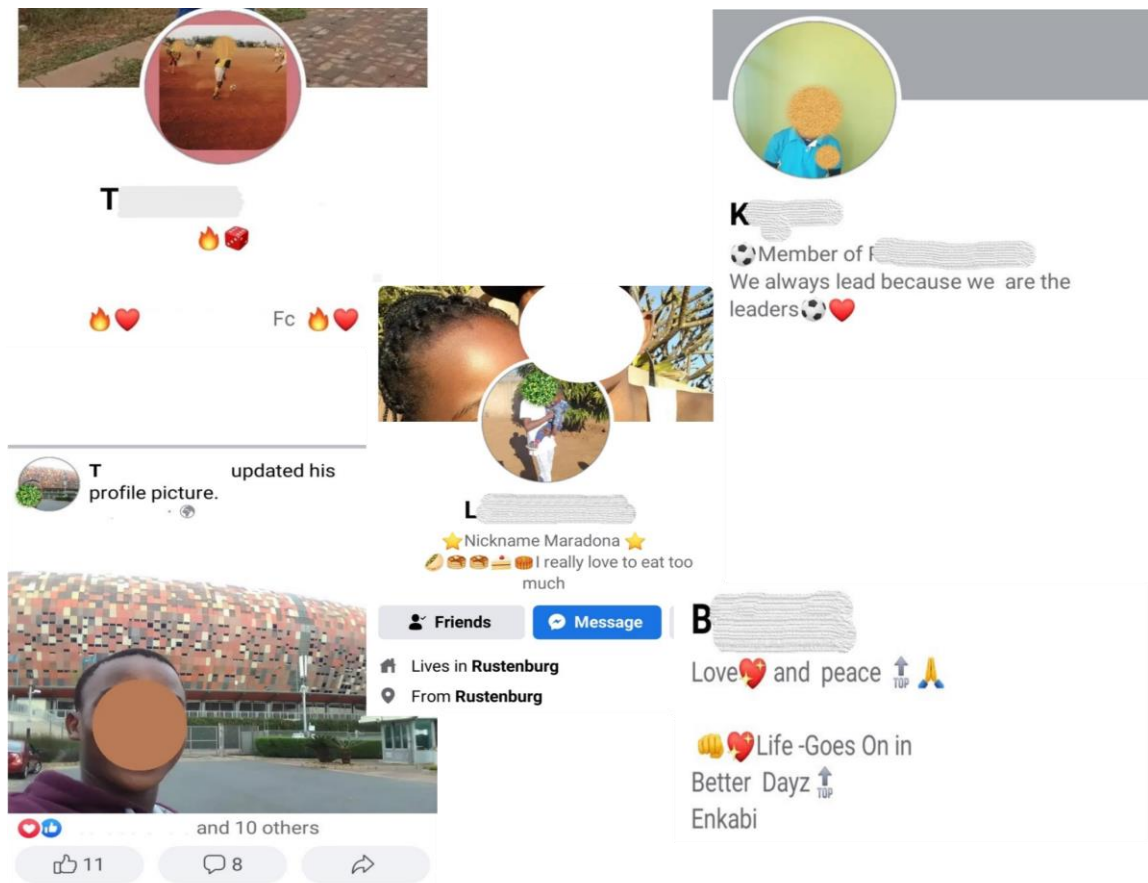 T
Fc
T updated his
profile picture.
and 10 others
11
8
L
Nickname Maradona
I really love to eat too
much
Friends
Message
Lives in Rustenburg
From Rustenburg
K
Member of
We always lead because we are the
leaders
B
Love and peace TOP
Life -Goes On in
Better Dayz TOP
Enkabi